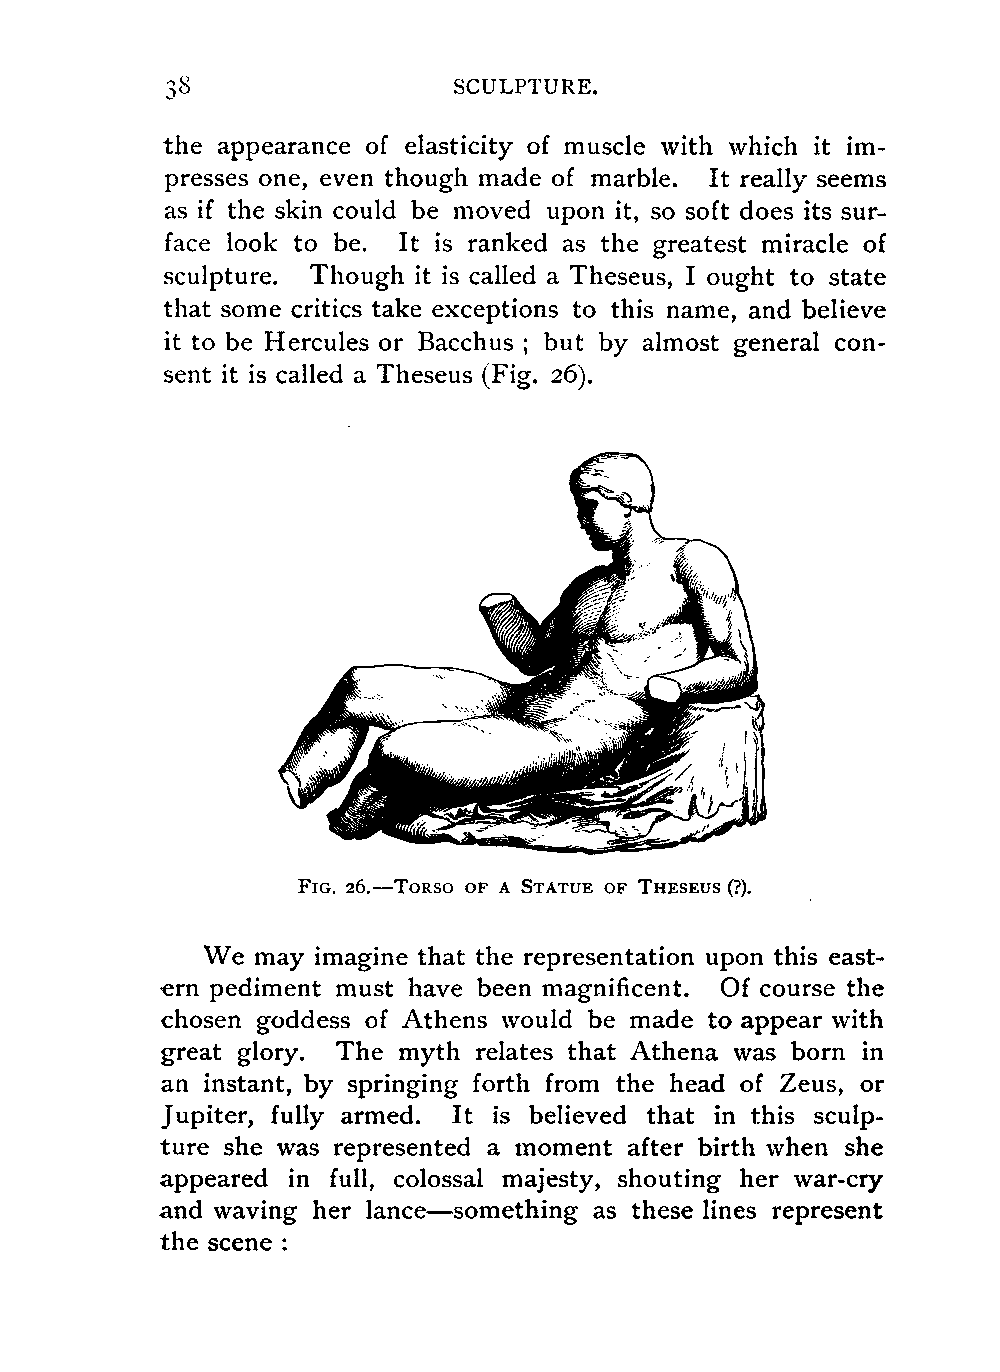 38 SCULPTURE.
the appearance of elasticity of muscle with which it im-
presses one, even though made of marble. It really seems
as if the skin could be moved upon it, so soft does its sur-
face look to be. It is ranked as the greatest miracle of
sculpture. Though it is called a Theseus, I ought to state
that some critics take exceptions to this name, and believe
it to be Hercules or Bacchus ; but by almost general con-
sent it is called a Theseus (Fig. 26).
FIG. 26.—TORSO OF A STATUE OF THESEUS (?).
We may imagine that the representation upon this east-
ern pediment must have been magnificent. Of course the
chosen goddess of Athens would be made to appear with
great glory. The myth relates that Athena was born in
an instant, by springing forth from the head of Zeus, or
Jupiter, fully armed. It is believed that in this sculp-
ture she was represented a moment after birth when she
appeared in full, colossal majesty, shouting her war-cry
and waving her lance—something as these lines represent
the scene :